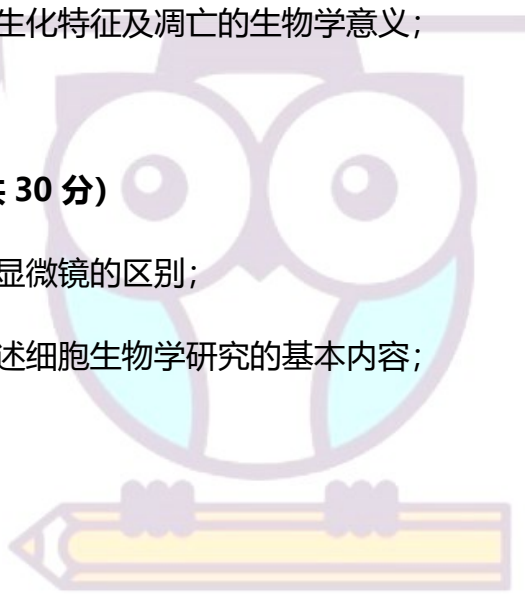 生化特征及凋亡的生物学意义；
共 30 分）
显微镜的区别；
述细胞生物学研究的基本内容；